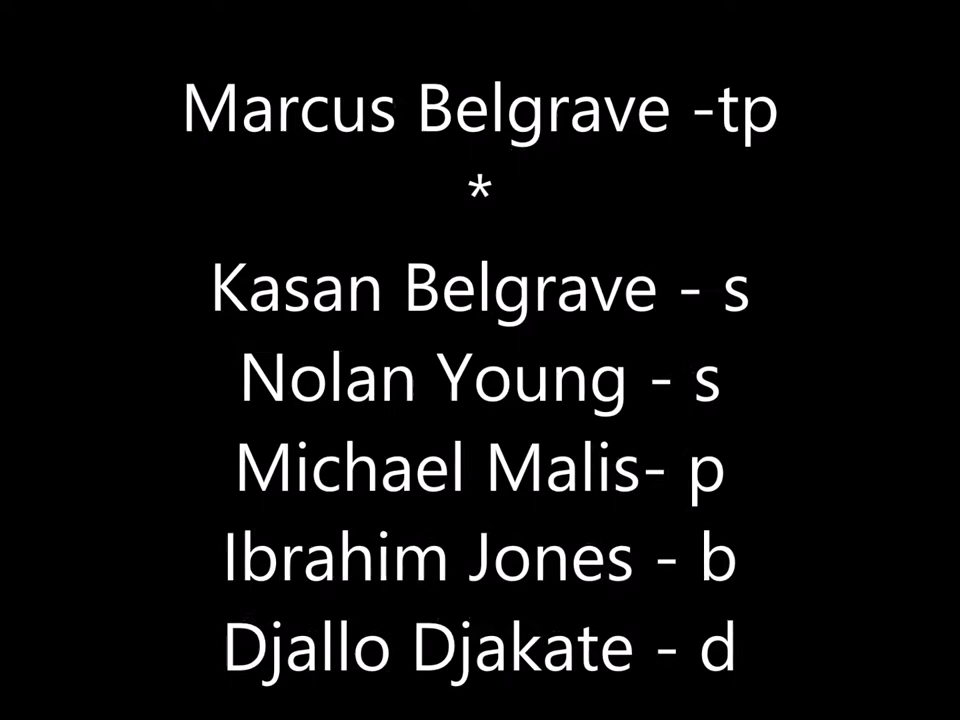 Marcus Belgrave -tp
*
Kasan Belgrave - s
Nolan Young - s
Michael Malis- p
Ibrahim Jones - b
Djallo Djakate - d